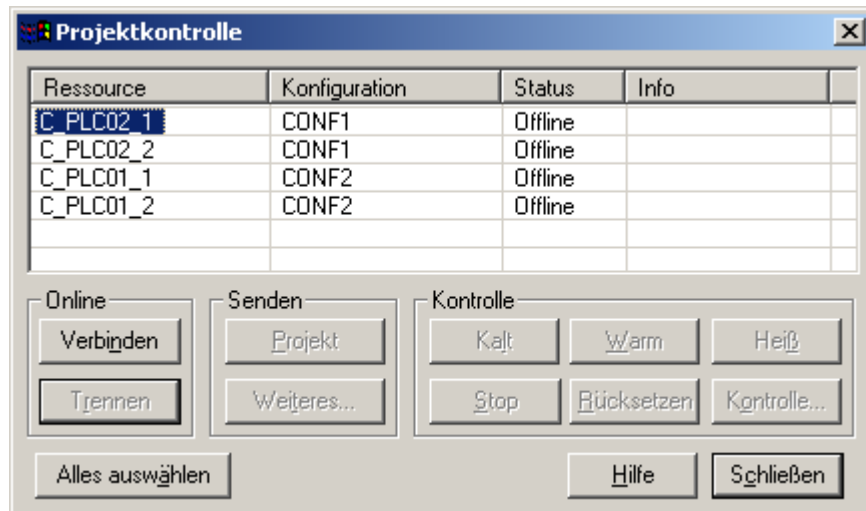 Projektkontrolle
Ressource Konfiguration Status Info
C_PLC02_1 CONF1 Offline
C_PLC02_2 CONF1 Offline
C_PLC01_1 CONF2 Offline
C_PLC01_2 CONF2 Offline
Online Senden Kontrolle
Verbinden Projekt Kalt Warm Heiß
Trennen Weiteres... Stop Rücksetzen Kontrolle...
Alles auswählen Hilfe Schließen